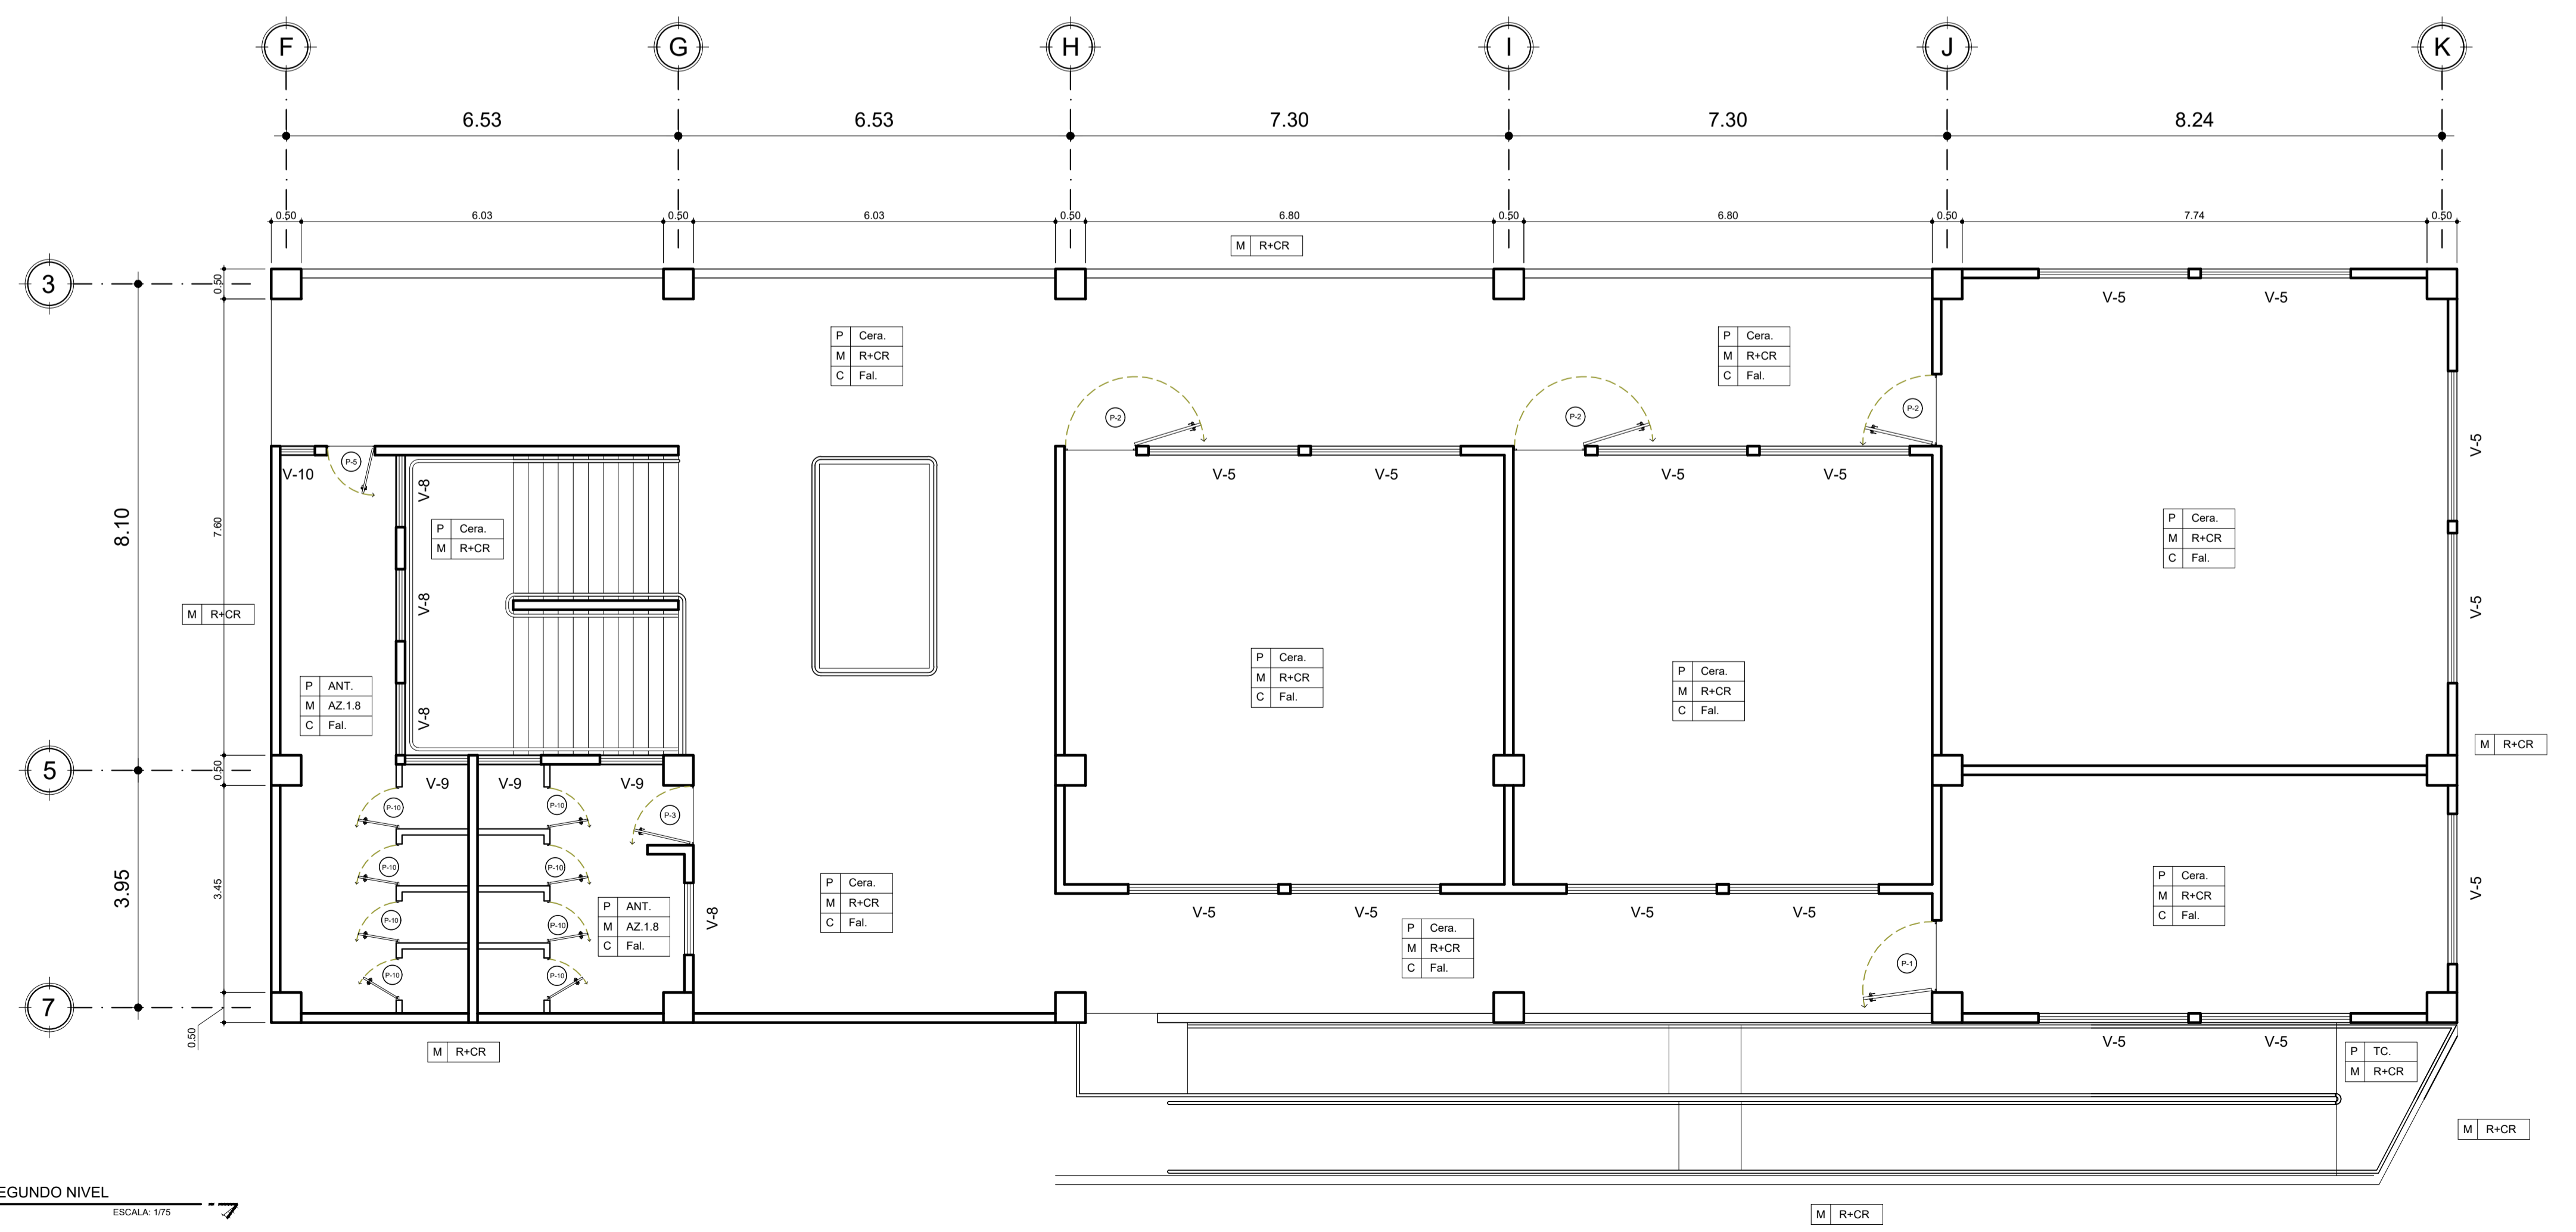 F G H I J K
6.53 6.53 7.30 7.30 8.24
0.50 6.03 0.50 6.03 0.50 6.80 0.50 6.80 0.50 7.74 0.50
M R+CR
3
0.50
V-5 V-5
P Cera.
M R+CR
C Fal.
P Cera.
M R+CR
C Fal.
P-2
P-2
P-2
V-5
P-5
V-10
V-5 V-5
V-5 V-5
V-8
8.10
7.60
P Cera.
M R+CR
P Cera.
M R+CR
C Fal.
M R+CR
V-8
V-5
P ANT.
M AZ.1.8
C Fal.
V-8
P Cera.
M R+CR
C Fal.
P Cera.
M R+CR
C Fal.
M R+CR
5
0.50
V-9 V-9 V-9
P-10
P-10
P-3
P-10
P-10
3.95
3.45
P-10
P-10
P ANT.
M AZ.1.8
C Fal.
V-8
P Cera.
M R+CR
C Fal.
V-5 V-5
V-5 V-5
P Cera.
M R+CR
C Fal.
V-5
P Cera.
M R+CR
C Fal.
P-1
P-10
P-10
7
0.50
M R+CR
V-5 V-5
P TC.
M R+CR
M R+CR
EGUNDO NIVEL
ESCALA: 1/75
M R+CR